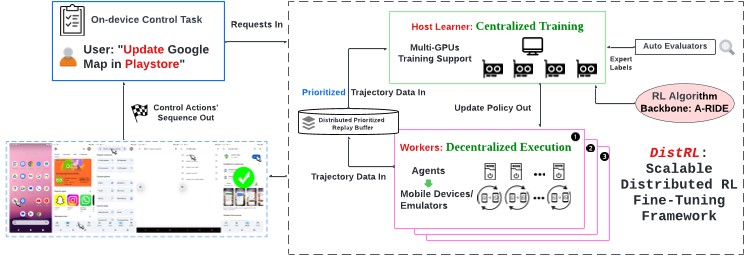 On-device Control Task
User: "Update Google
Map in Playstore"
Requests In
Control Actions'
Sequence Out
Host Learner: Centralized Training
Multi-GPUs
Training Support
Expert
Labels
Auto Evaluators
RL Algorithm
Backbone: A-RIDE
Prioritized Trajectory Data In
Distributed Prioritized
Replay Buffer
Trajectory Data In
Update Policy Out
1
2
3
Workers: Decentralized Execution
Agents
Mobile Devices/
Emulators
DistRL:
Scalable
Distributed RL
Fine-Tuning
Framework